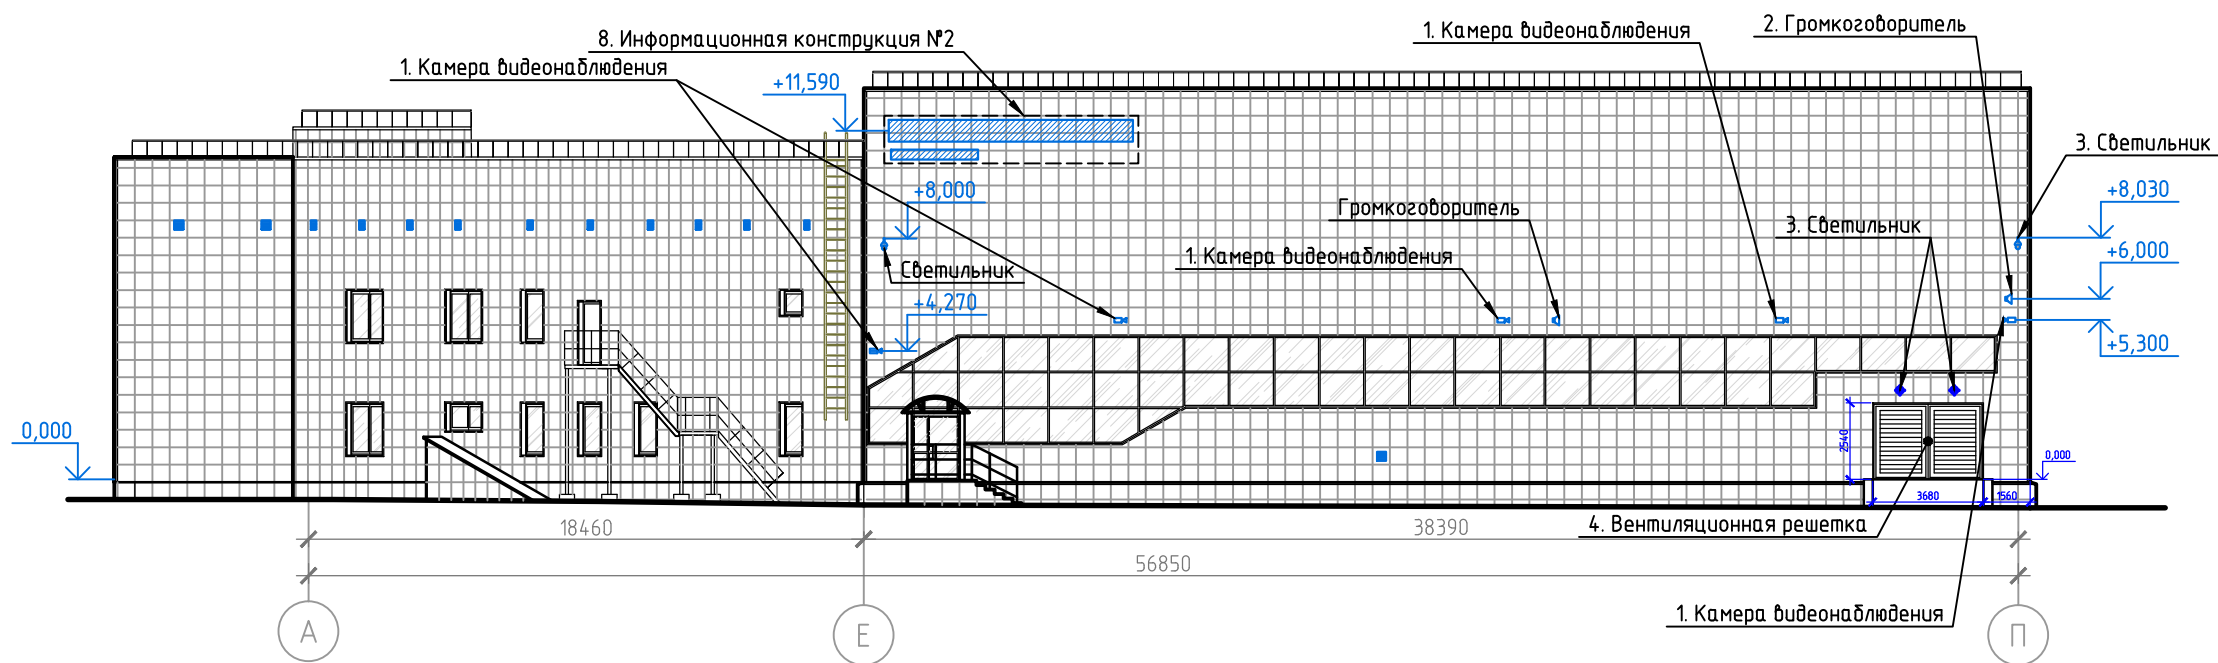 2. Громкоговоритель
1. Камера видеонаблюдения
8. Информационная конструкция №2
1. Камера видеонаблюдения
+11,590
3. Светильник
+8,000
+8,030
Громкоговоритель
3. Светильник
+6,000
1. Камера видеонаблюдения
Светильник
+4,270
+5,300
0,000
2540
0,000
3680
1560
18460
38390
4. Вентиляционная решетка
56850
1. Камера видеонаблюдения
А
Е
П